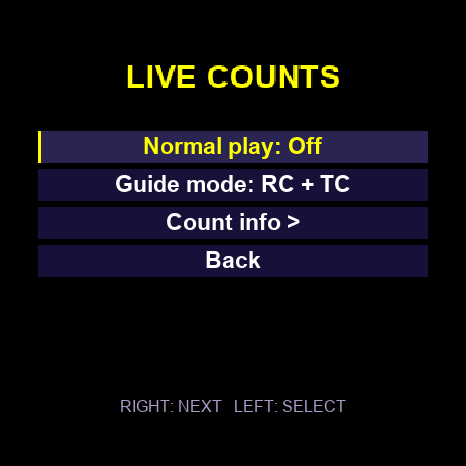 LIVE COUNTS
Normal play: Off
Guide mode: RC + TC
Count info >
Back
RIGHT: NEXT LEFT: SELECT